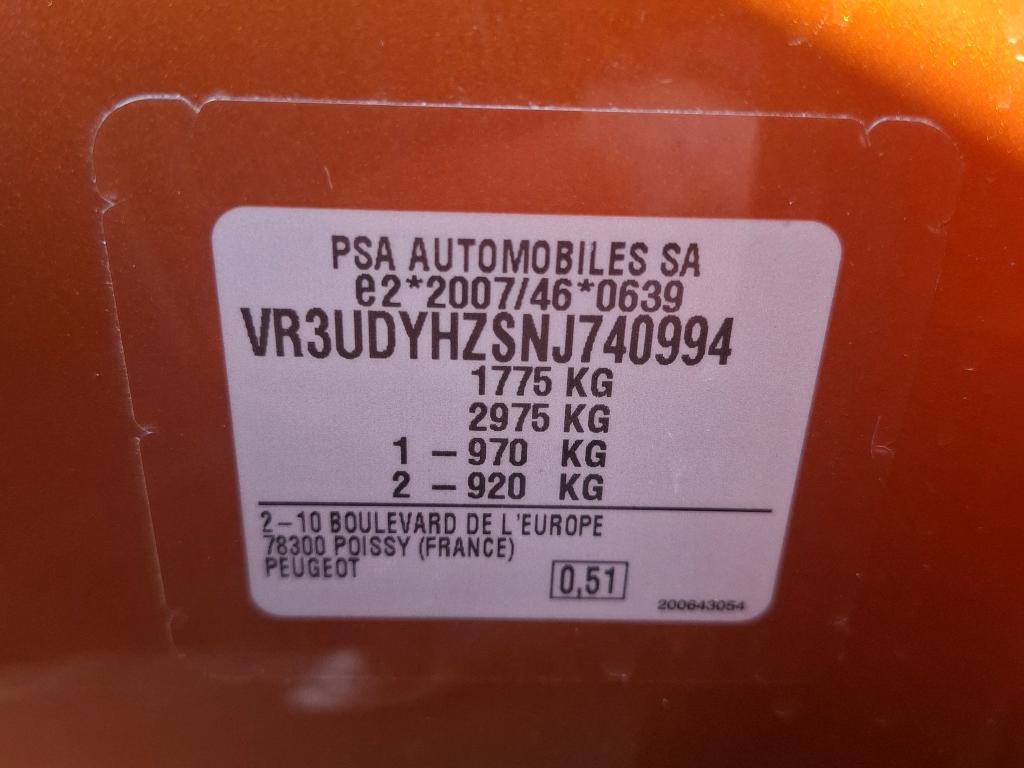 PSA AUTOMOBILES SA
e2*2007/46*0639
VR3UDYHZSNJ740994
1775 KG
2975 KG
1 – 970 KG
2 – 920 KG
2–10 BOULEVARD DE L'EUROPE
78300 POISSY (FRANCE)
PEUGEOT
0,51
200643054